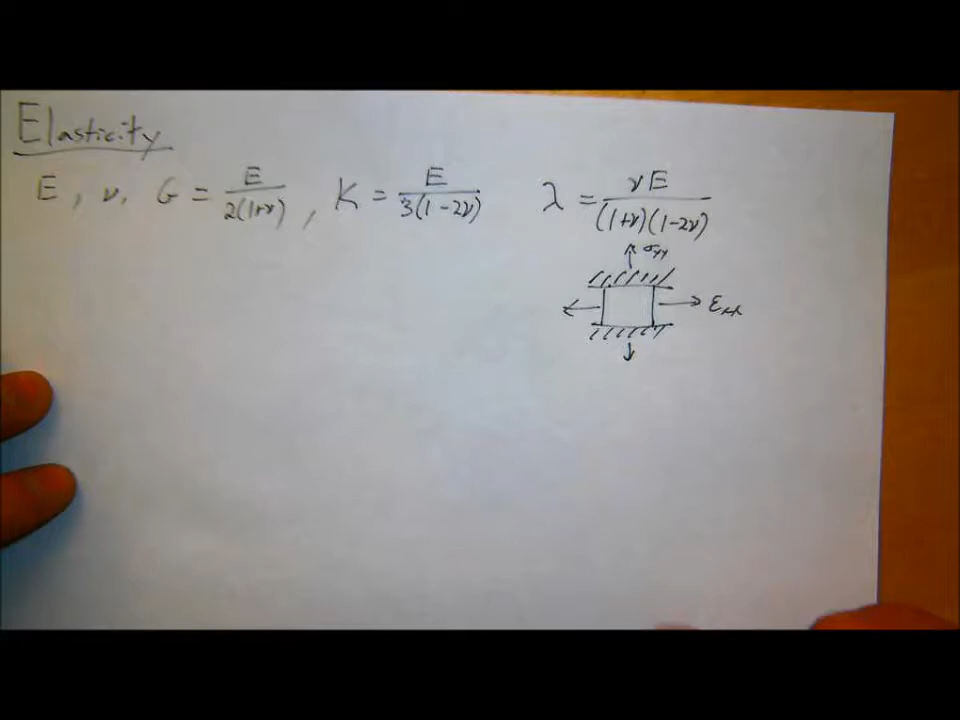 Elasticity
E, ν, G = E/2(1+ν), K = E/3(1-2ν) λ = νE/(1+ν)(1-2ν)
σyy
εxx